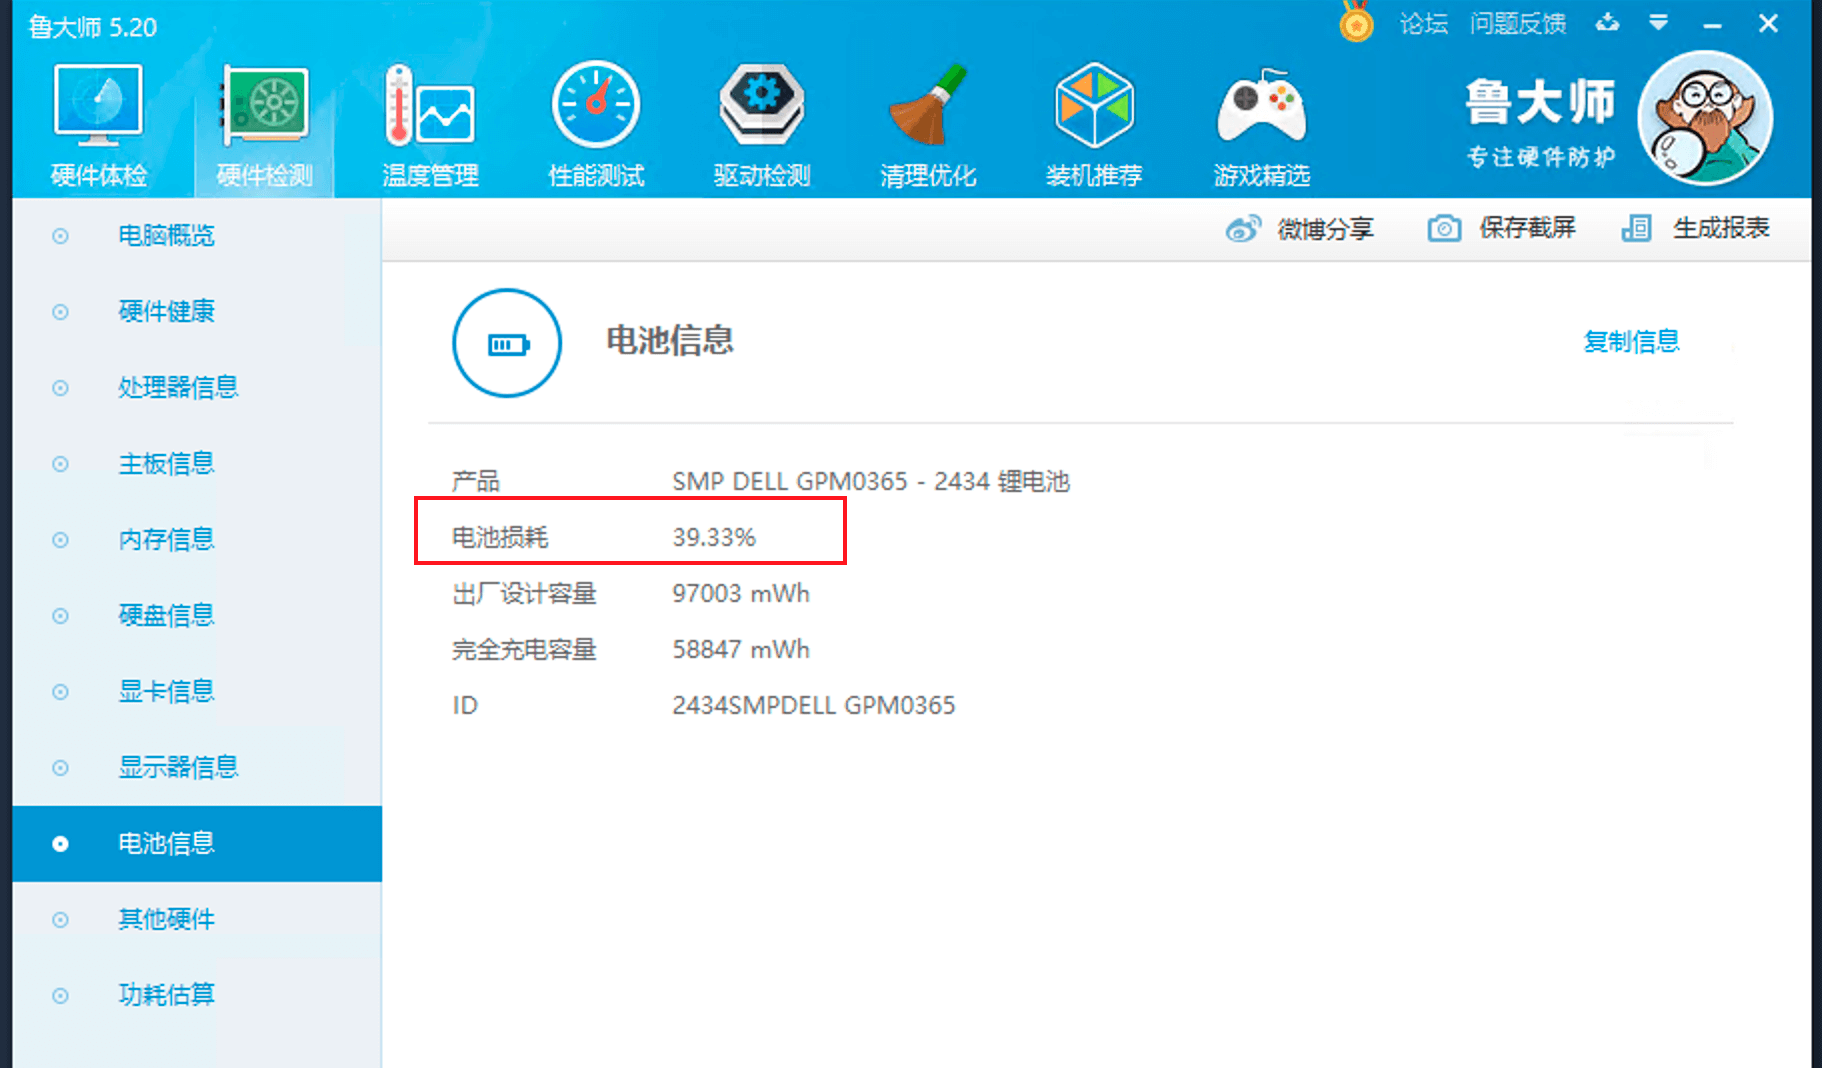 鲁大师 5.20
论坛 问题反馈
硬件体检 硬件检测 温度管理 性能测试 驱动检测 清理优化 装机推荐 游戏精选
鲁大师
专注硬件防护
微博分享 保存截屏 生成报表
电脑概览
硬件健康
处理器信息
主板信息
内存信息
硬盘信息
显卡信息
显示器信息
电池信息
其他硬件
功耗估算
电池信息
复制信息
产品 SMP DELL GPM0365 - 2434 锂电池
电池损耗 39.33%
出厂设计容量 97003 mWh
完全充电容量 58847 mWh
ID 2434SMPDELL GPM0365